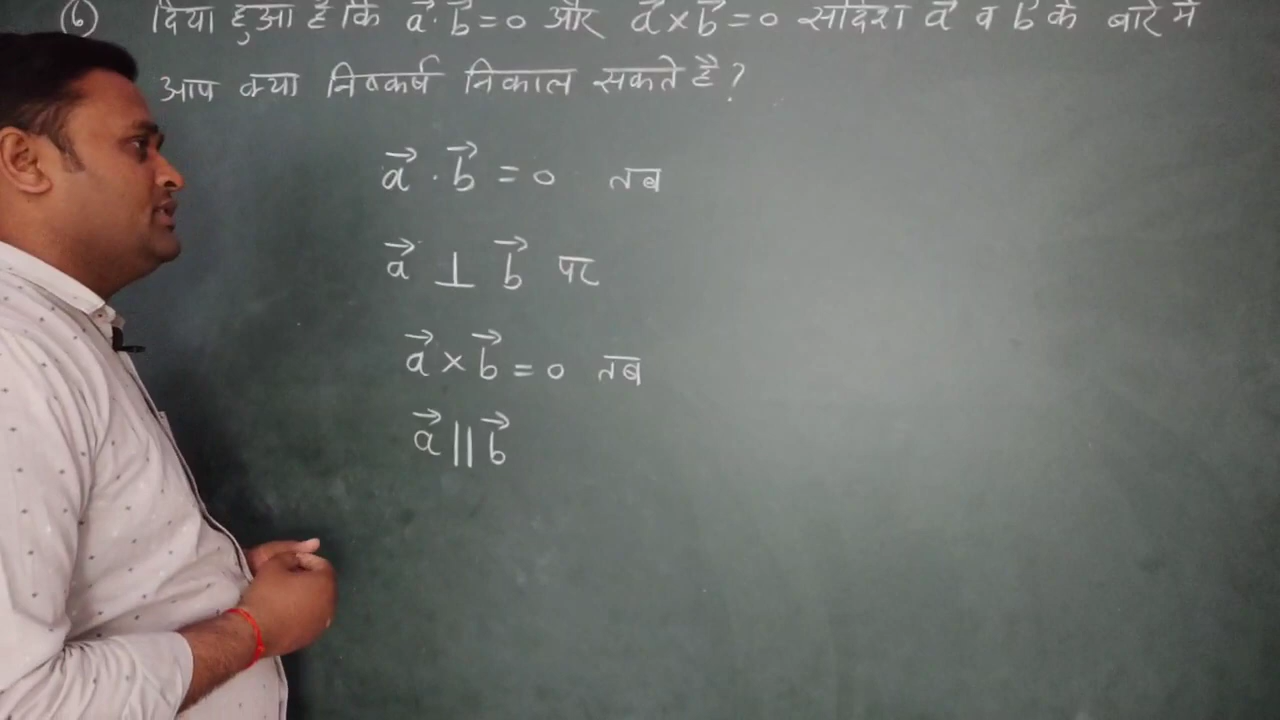 (6) दिया हुआ है कि a⃗·b⃗=0 और a⃗×b⃗=0 सदिश a⃗ व b⃗ के बारे में
आप क्या निष्कर्ष निकाल सकते है?
a⃗·b⃗ = 0 तब
a⃗ ⊥ b⃗ पर
a⃗×b⃗ = 0 तब
a⃗ || b⃗